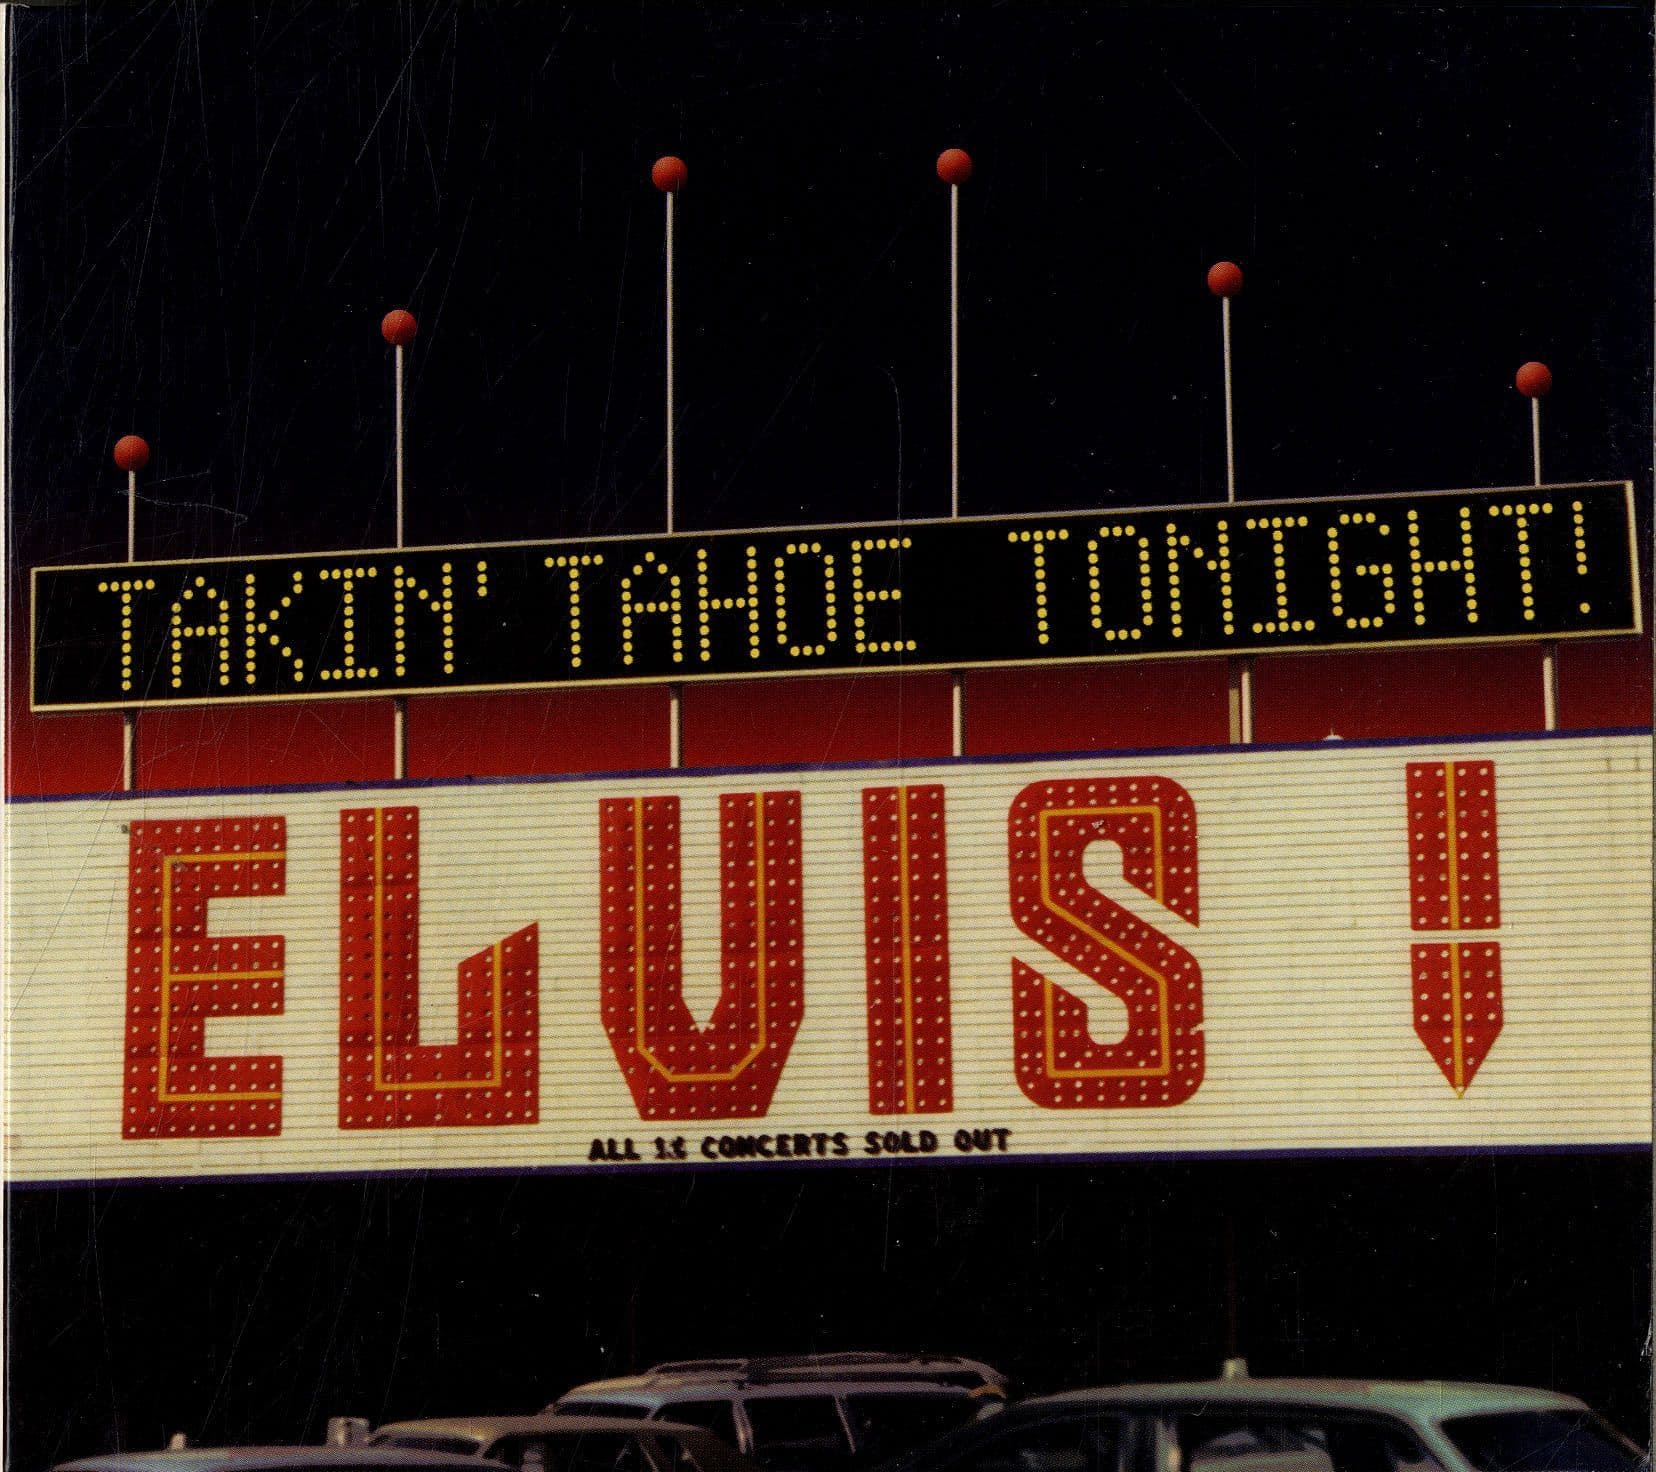 TAKIN' TAHOE TONIGHT!
ELVIS !
ALL CONCERTS SOLD OUT